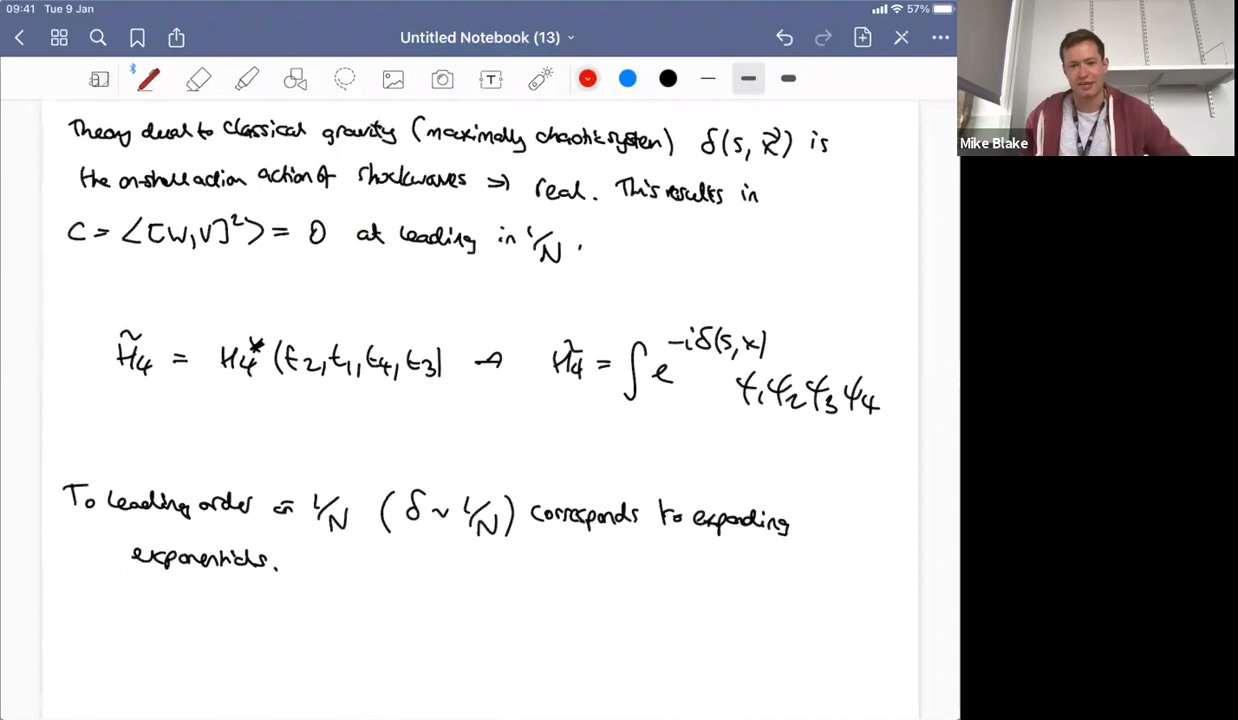 09:41 Tue 9 Jan
57%
Untitled Notebook (13)
Mike Blake
Theory dual to classical gravity (maximally chaotic system) δ(s, x⃗) is
the on-shell action action of shockwaves ⇒ real. This results in
C = ⟨[W,V]²⟩ = 0 at leading in 1/N.
H̃₄ = H₄* (t₂, t₁, t₄, t₃) → H̃₄ = ∫ e^{-iδ(s,x)} ψ₁ψ₂ψ₃ψ₄
To leading order in 1/N (δ ~ 1/N) corresponds to expanding
exponentials.